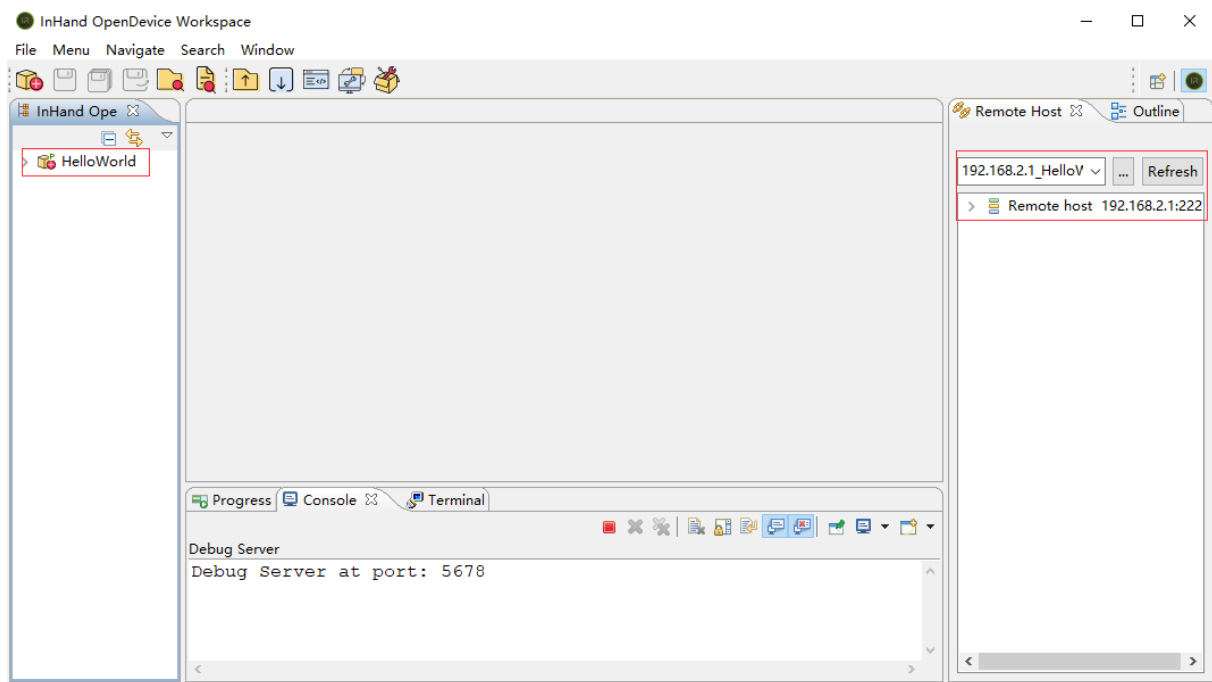 InHand OpenDevice Workspace
File Menu Navigate Search Window
InHand Ope
HelloWorld
Remote Host Outline
192.168.2.1_Hello ... Refresh
Remote host 192.168.2.1:222
Progress Console Terminal
Debug Server
Debug Server at port: 5678